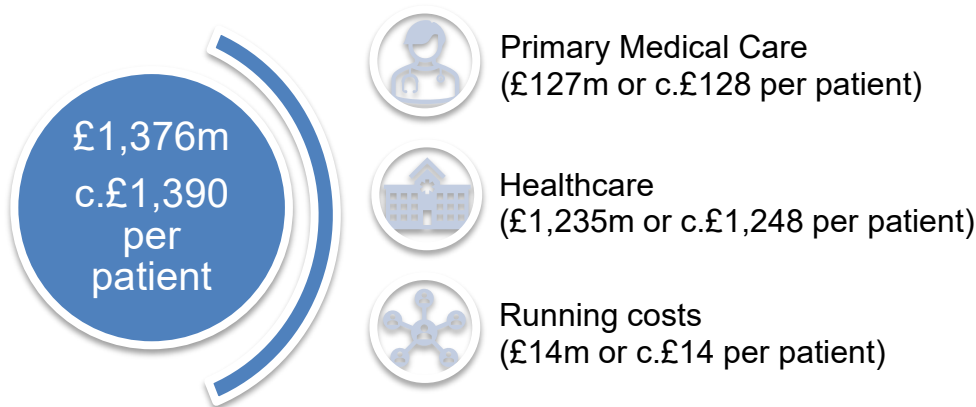 £1,376m
c.£1,390
per
patient
Primary Medical Care
(£127m or c.£128 per patient)
Healthcare
(£1,235m or c.£1,248 per patient)
Running costs
(£14m or c.£14 per patient)